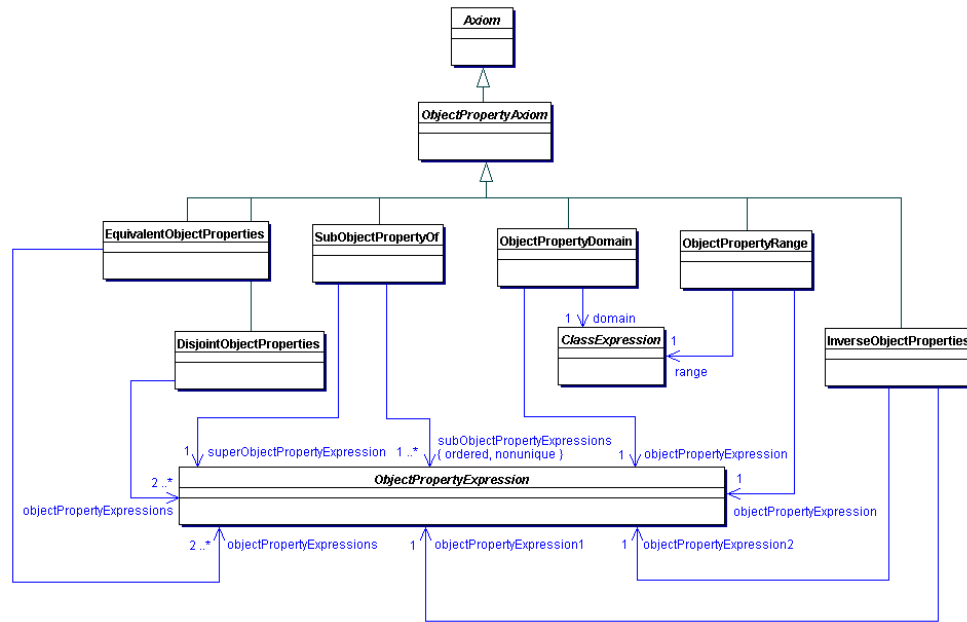 Axiom
ObjectPropertyAxiom
EquivalentObjectProperties
SubObjectPropertyOf
ObjectPropertyDomain
ObjectPropertyRange
1 domain
DisjointObjectProperties
ClassExpression
1
range
InverseObjectProperties
1 superObjectPropertyExpression
1 ..* subObjectPropertyExpressions
{ ordered, nonunique }
1 objectPropertyExpression
2 ..*
objectPropertyExpressions
ObjectPropertyExpression
1
objectPropertyExpression
2 ..* objectPropertyExpressions
1 objectPropertyExpression1
1 objectPropertyExpression2